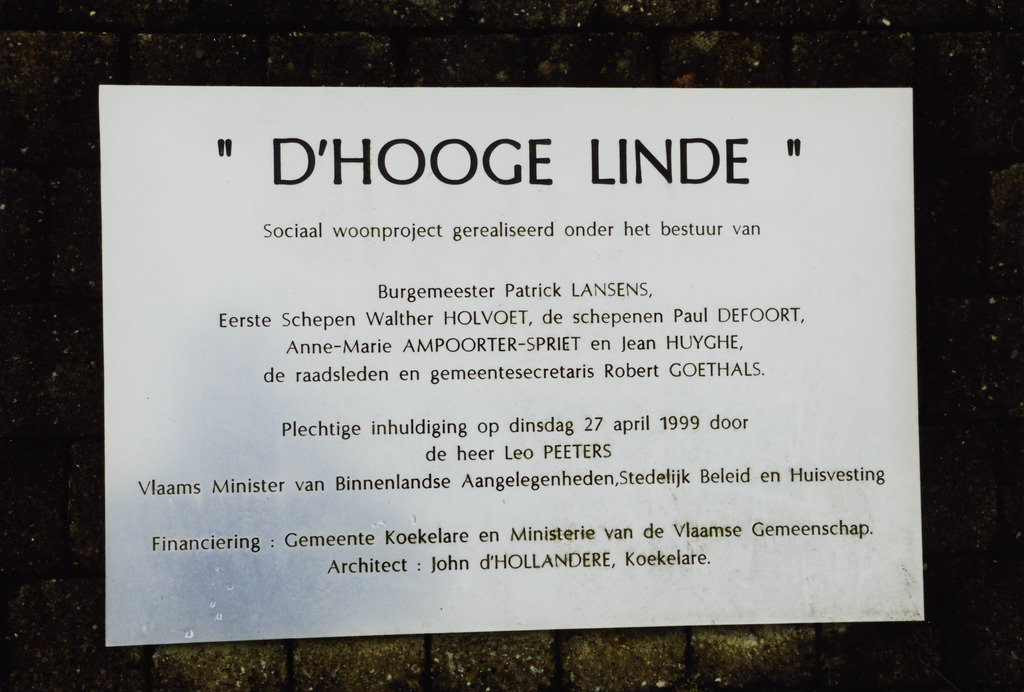 " D'HOOGE LINDE "
Sociaal woonproject gerealiseerd onder het bestuur van
Burgemeester Patrick LANSENS,
Eerste Schepen Walther HOLVOET, de schepenen Paul DEFOORT,
Anne-Marie AMPOORTER-SPRIET en Jean HUYGHE,
de raadsleden en gemeentesecretaris Robert GOETHALS.
Plechtige inhuldiging op dinsdag 27 april 1999 door
de heer Leo PEETERS
Vlaams Minister van Binnenlandse Aangelegenheden,Stedelijk Beleid en Huisvesting
Financiering : Gemeente Koekelare en Ministerie van de Vlaamse Gemeenschap.
Architect : John d'HOLLANDERE, Koekelare.